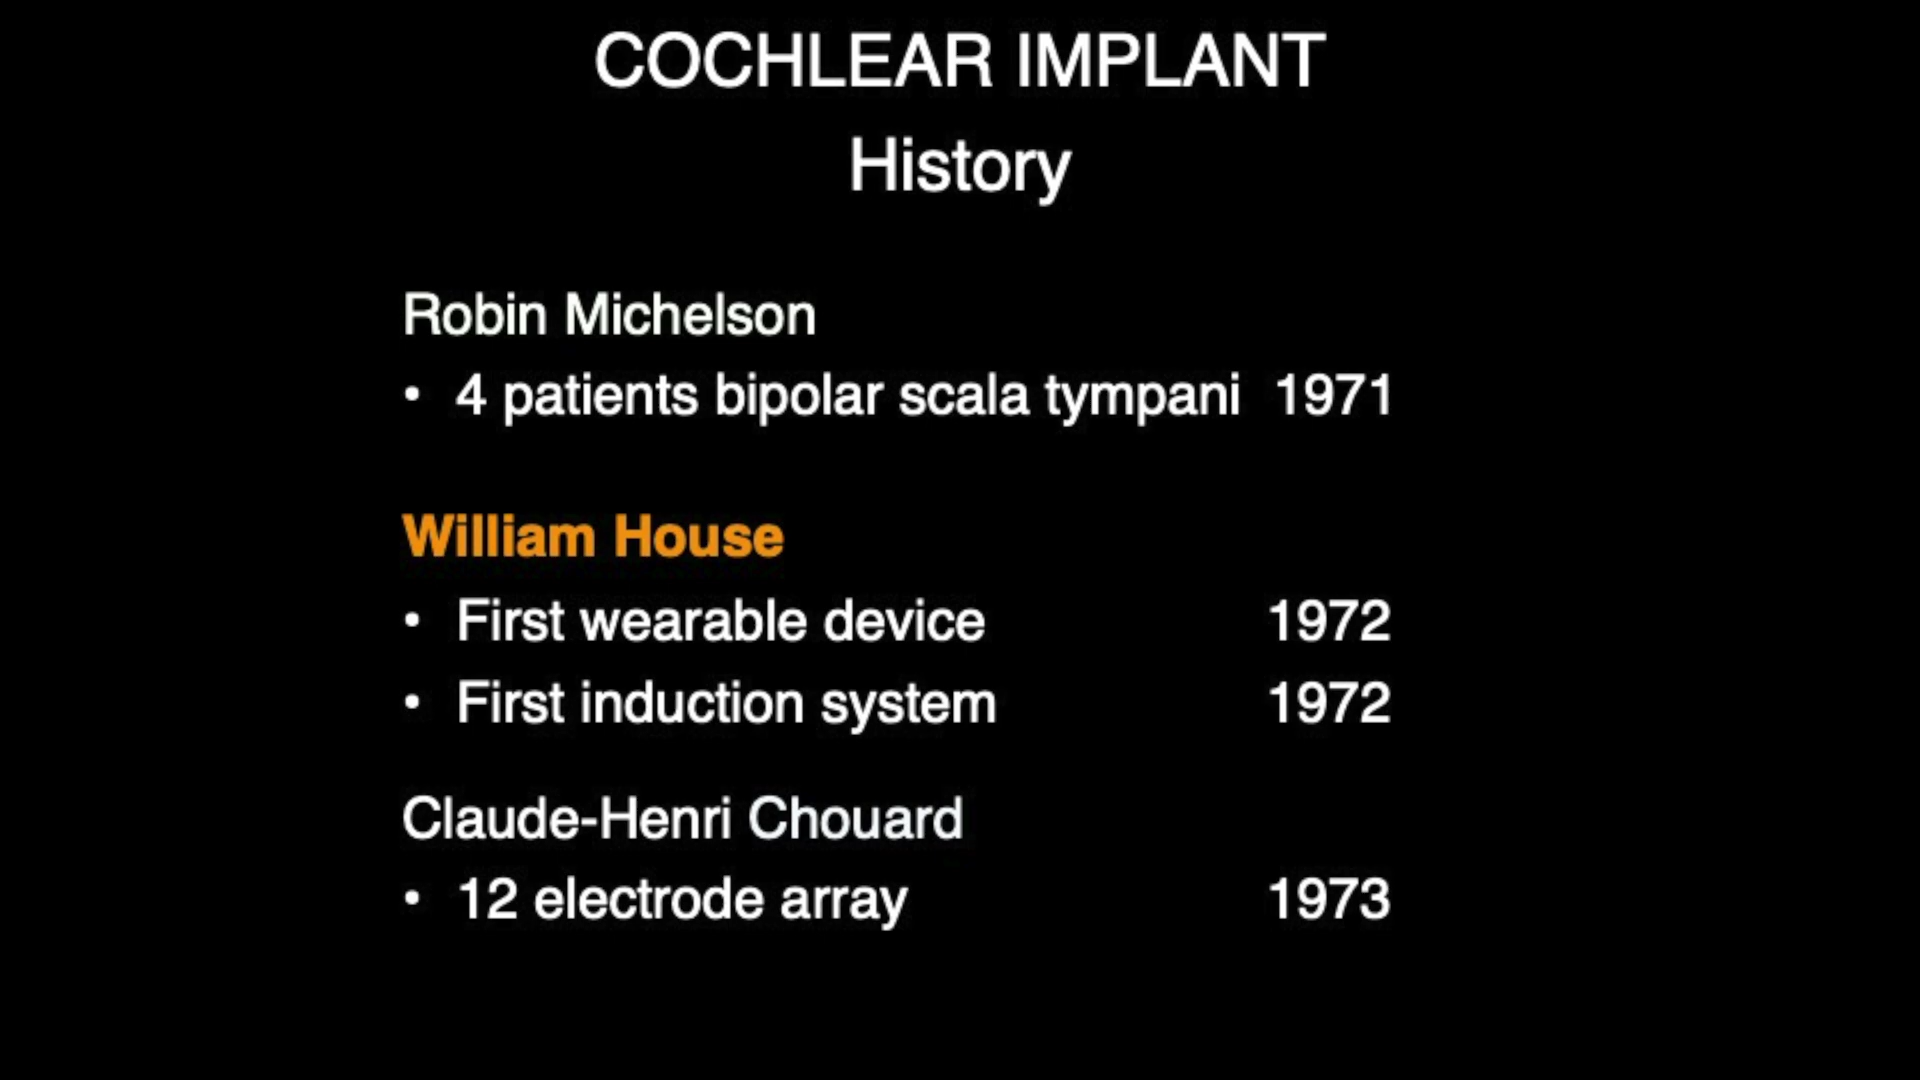 COCHLEAR IMPLANT
History
Robin Michelson
• 4 patients bipolar scala tympani 1971
William House
• First wearable device 1972
• First induction system 1972
Claude-Henri Chouard
• 12 electrode array 1973